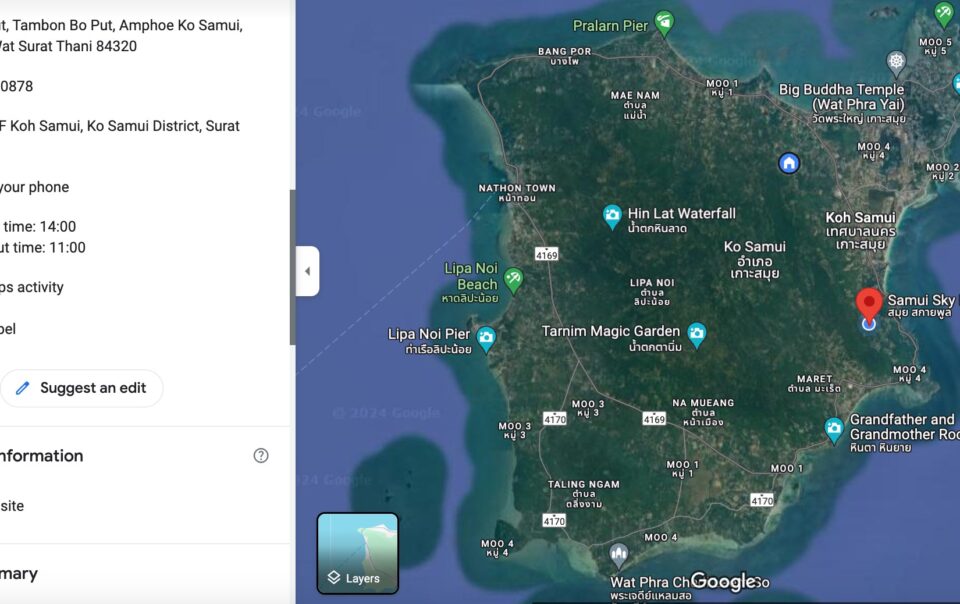 Tambon Bo Put, Amphoe Ko Samui,
Surat Thani 84320
0878
Koh Samui, Ko Samui District, Surat
your phone
time: 14:00
time: 11:00
activity
Suggest an edit
nformation
site
mary
Pralarn Pier
BANG POR
บางโพ
MAE NAM
ตำบล
แม่น้ำ
MOO 1
หมู่ 1
MOO 5
หมู่ 5
Big Buddha Temple
(Wat Phra Yai)
วัดพระใหญ่ เกาะสมุย
MOO 4
หมู่ 4
MOO 2
หมู่ 2
NATHON TOWN
หน้าทอน
Hin Lat Waterfall
น้ำตกหินลาด
Koh Samui
เทศบาลนคร
เกาะสมุย
Ko Samui
อำเภอ
เกาะสมุย
4169
Lipa Noi
Beach
หาดลิปะน้อย
LIPA NOI
ตำบล
ลิปะน้อย
Samui Sky
สมุย สกายพูล
Lipa Noi Pier
ท่าเรือลิปะน้อย
Tarnim Magic Garden
น้ำตกตานิ่ม
MOO 4
หมู่ 4
MARET
ตำบล มะเร็ต
© 2024 Google
MOO 3
หมู่ 3
4170
MOO 3
หมู่ 3
4169
NA MUEANG
ตำบล
หน้าเมือง
Grandfather and
Grandmother
หินตา หินยาย
MOO 1
หมู่ 1
MOO 1
TALING NGAM
ตำบล
ตลิ่งงาม
4170
4170
MOO 4
หมู่ 4
MOO 4
Layers
Wat Phra
Google
พระเจดีย์แหลมสอ